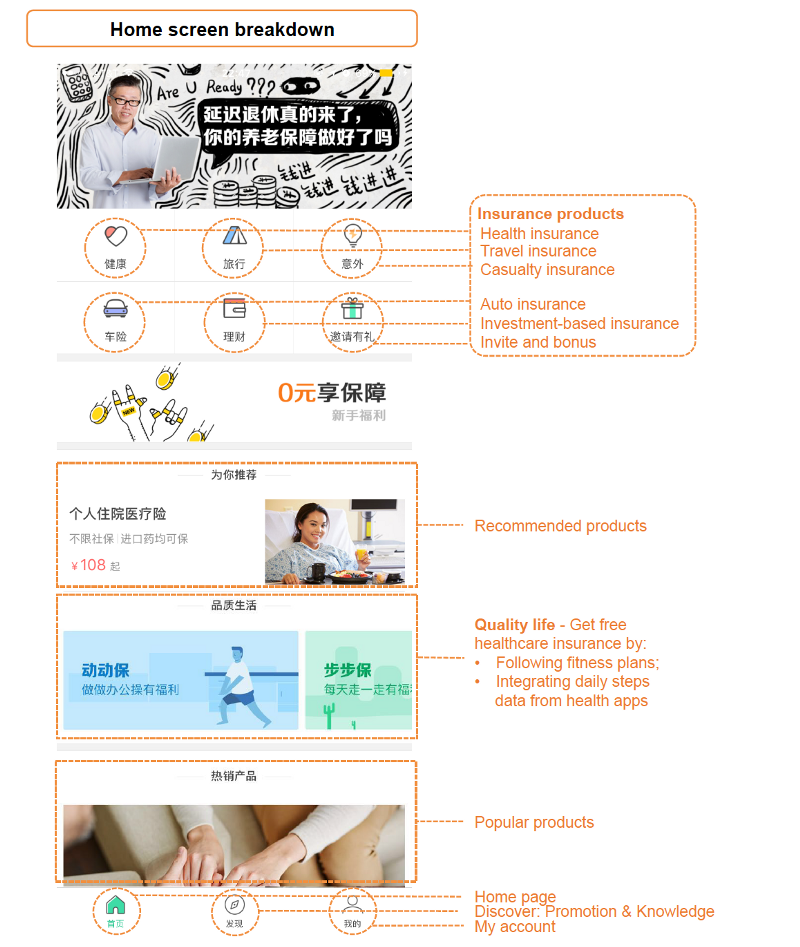 Home screen breakdown
Are U Ready ???
延迟退休真的来了，
你的养老保障做好了吗
钱进 钱进 钱进
Insurance products
Health insurance
Travel insurance
Casualty insurance
健康
旅行
意外
Auto insurance
Investment-based insurance
Invite and bonus
车险
理财
邀请有礼
NEW
0元享保障
新手福利
为你推荐
个人住院医疗险
不限社保 进口药均可保
¥108 起
Recommended products
品质生活
动动保
做做办公操有福利
步步保
每天走一走有福利
Quality life - Get free
healthcare insurance by:
• Following fitness plans;
• Integrating daily steps
data from health apps
热销产品
Popular products
首页
发现
我的
Home page
Discover: Promotion & Knowledge
My account